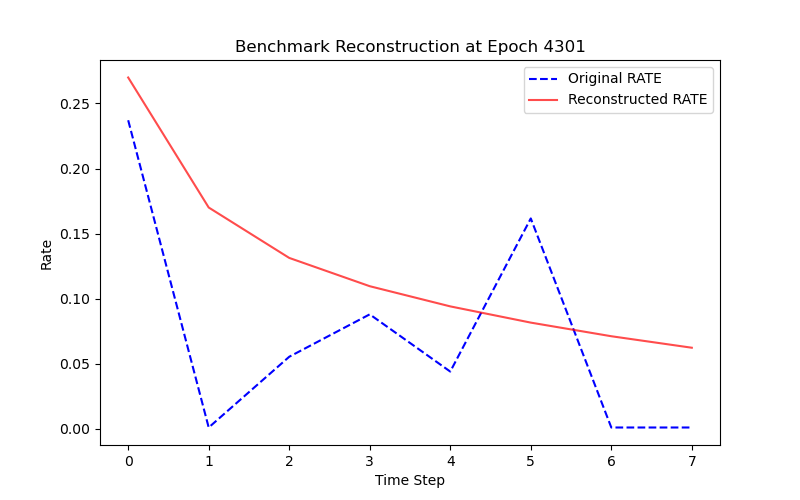 Benchmark Reconstruction at Epoch 4301
Original RATE
Reconstructed RATE
Rate
0.25
0.20
0.15
0.10
0.05
0.00
0 1 2 3 4 5 6 7
Time Step